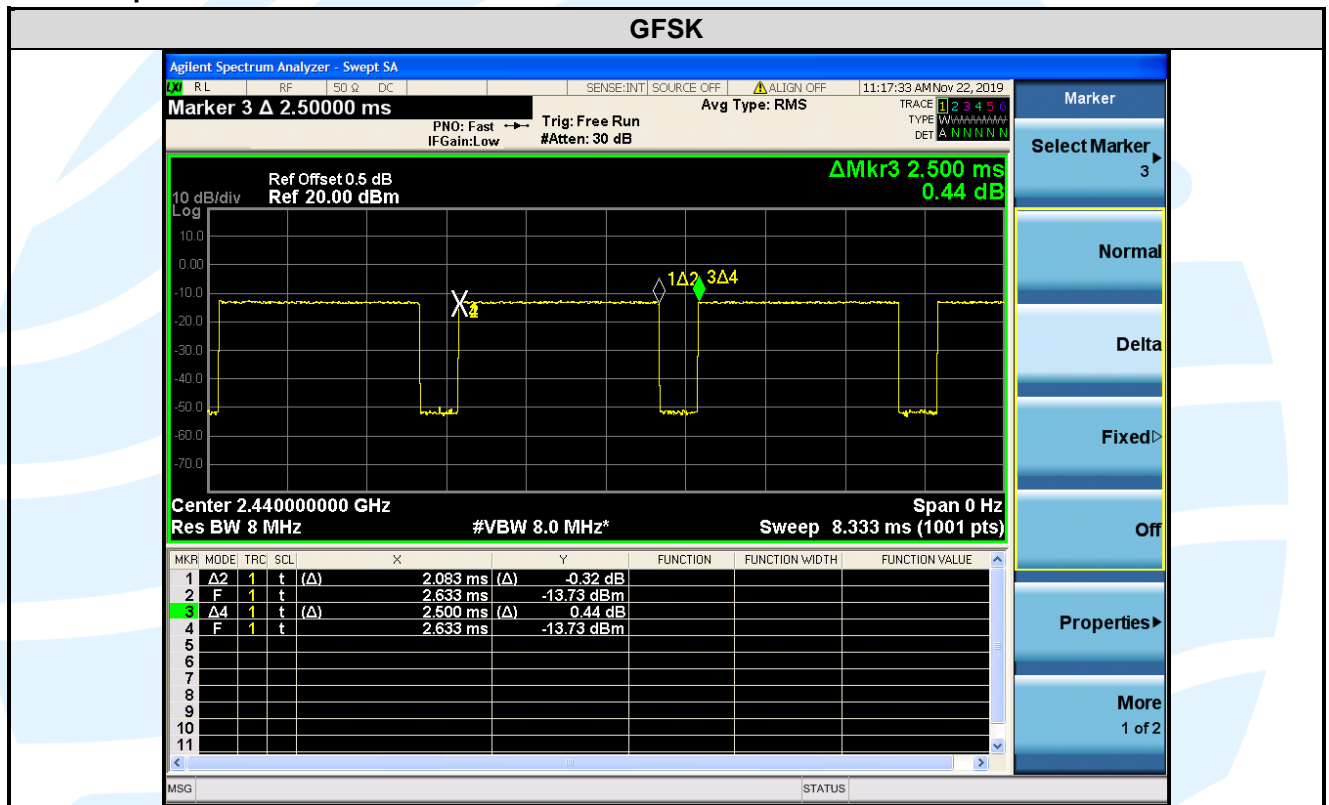 GFSK
Agilent Spectrum Analyzer - Swept SA
LXI RL RF 50 Ω DC SENSE:INT SOURCE OFF ⚠ALIGN OFF 11:17:33 AM Nov 22, 2019
Marker 3 Δ 2.50000 ms
PNO: Fast
IFGain:Low
Trig: Free Run
#Atten: 30 dB
Avg Type: RMS
TRACE 1 2 3 4 5 6
TYPE WWWWWWW
DET A N N N N N
ΔMkr3 2.500 ms
0.44 dB
Ref Offset 0.5 dB
10 dB/div Ref 20.00 dBm
Log
10.0
0.00
-10.0
-20.0
-30.0
-40.0
-50.0
-60.0
-70.0
1Δ2 3Δ4
Center 2.440000000 GHz Span 0 Hz
Res BW 8 MHz #VBW 8.0 MHz* Sweep 8.333 ms (1001 pts)
MKR MODE TRC SCL X Y FUNCTION FUNCTION WIDTH FUNCTION VALUE
1 Δ2 1 t (Δ) 2.083 ms (Δ) -0.32 dB
2 F 1 t 2.633 ms -13.73 dBm
3 Δ4 1 t (Δ) 2.500 ms (Δ) 0.44 dB
4 F 1 t 2.633 ms -13.73 dBm
5
6
7
8
9
10
11
MSG STATUS
Marker
Select Marker
3
Normal
Delta
Fixed
Off
Properties
More
1 of 2